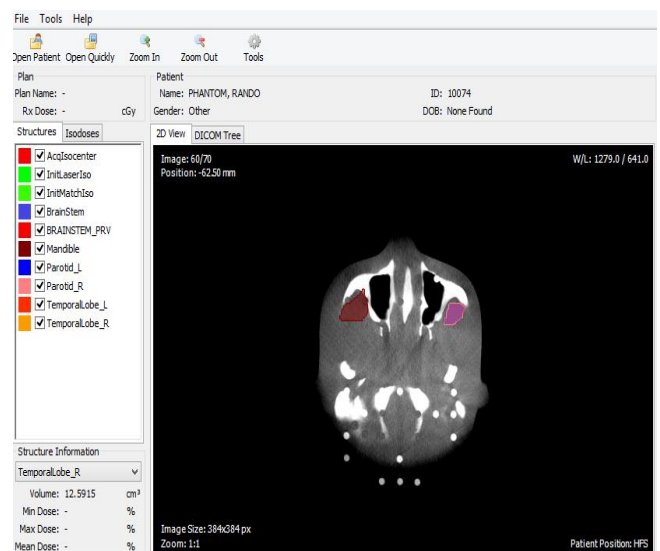 File Tools Help
Open Patient Open Quickly Zoom In Zoom Out Tools
Plan
Plan Name: -
Rx Dose: - cGy
Patient
Name: PHANTOM, RANDO ID: 10074
Gender: Other DOB: None Found
Structures Isodoses
AcqIsocenter
InitLaserIso
InitMatchIso
BrainStem
BRAINSTEM_PRV
Mandible
Parotid_L
Parotid_R
TemporalLobe_L
TemporalLobe_R
Structure Information
TemporalLobe_R
Volume: 12.5915 cm³
Min Dose: - %
Max Dose: - %
Mean Dose: - %
2D View DICOM Tree
Image: 60/70 W/L: 1279.0 / 641.0
Position: -62.50 mm
Image Size: 384x384 px
Zoom: 1:1 Patient Position: HFS